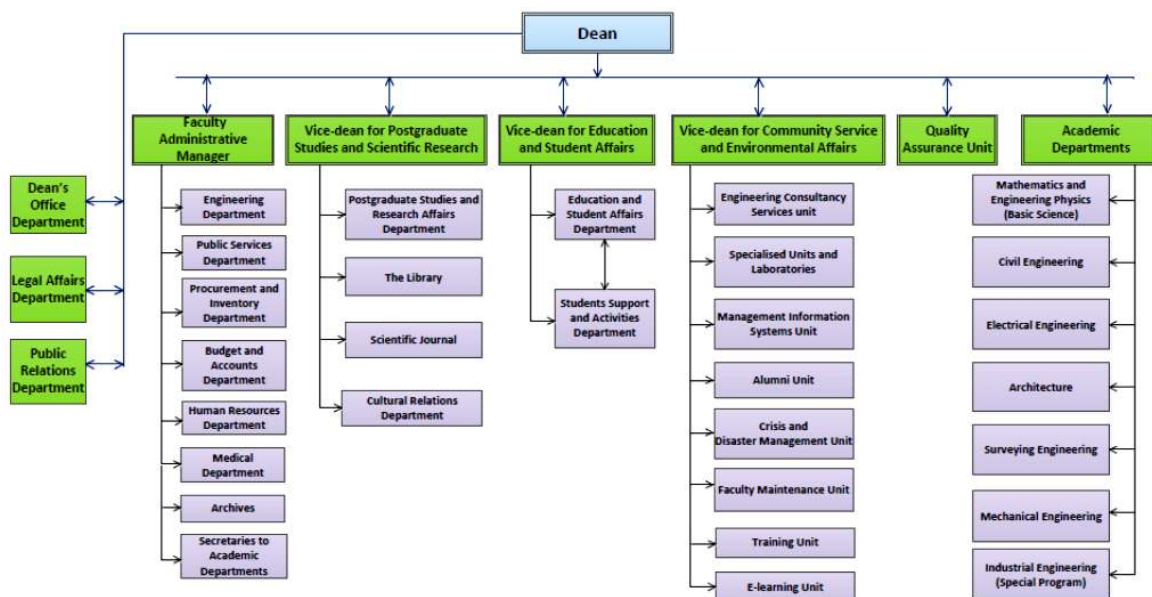 Dean
Faculty
Administrative
Manager
Vice-dean for Postgraduate
Studies and Scientific Research
Vice-dean for Education
and Student Affairs
Vice-dean for Community Service
and Environmental Affairs
Quality
Assurance Unit
Academic
Departments
Dean's
Office
Department
Legal Affairs
Department
Public
Relations
Department
Engineering
Department
Public Services
Department
Procurement and
Inventory
Department
Budget and
Accounts
Department
Human Resources
Department
Medical
Department
Archives
Secretaries to
Academic
Departments
Postgraduate Studies and
Research Affairs
Department
The Library
Scientific Journal
Cultural Relations
Department
Education
and Student Affairs
Department
Students Support
and Activities
Department
Engineering Consultancy
Services unit
Specialised Units and
Laboratories
Management Information
Systems Unit
Alumni Unit
Crisis and
Disaster Management Unit
Faculty Maintenance Unit
Training Unit
E-learning Unit
Mathematics and
Engineering Physics
(Basic Science)
Civil Engineering
Electrical Engineering
Architecture
Surveying Engineering
Mechanical Engineering
Industrial Engineering
(Special Program)